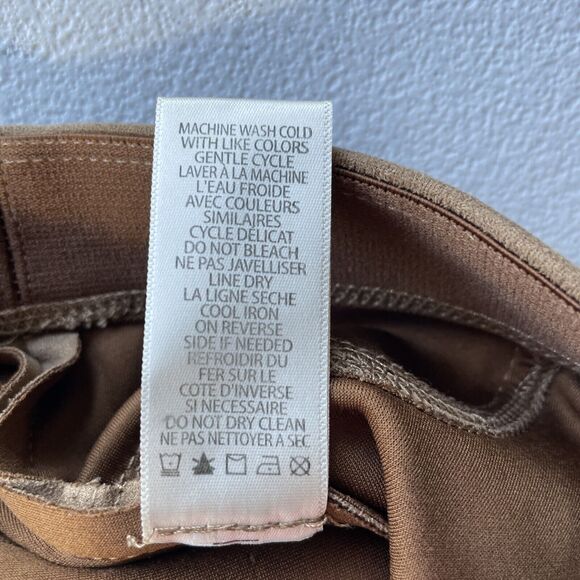 MACHINE WASH COLD
WITH LIKE COLORS
GENTLE CYCLE
LAVER À LA MACHINE
L'EAU FROIDE
AVEC COULEURS
SIMILAIRES
CYCLE DÉLICAT
DO NOT BLEACH
NE PAS JAVELLISER
LINE DRY
LA LIGNE SECHE
COOL IRON
ON REVERSE
SIDE IF NEEDED
REFROIDIR DU
FER SUR LE
COTE D'INVERSE
SI NECESSAIRE
DO NOT DRY CLEAN
NE PAS NETTOYER A SEC